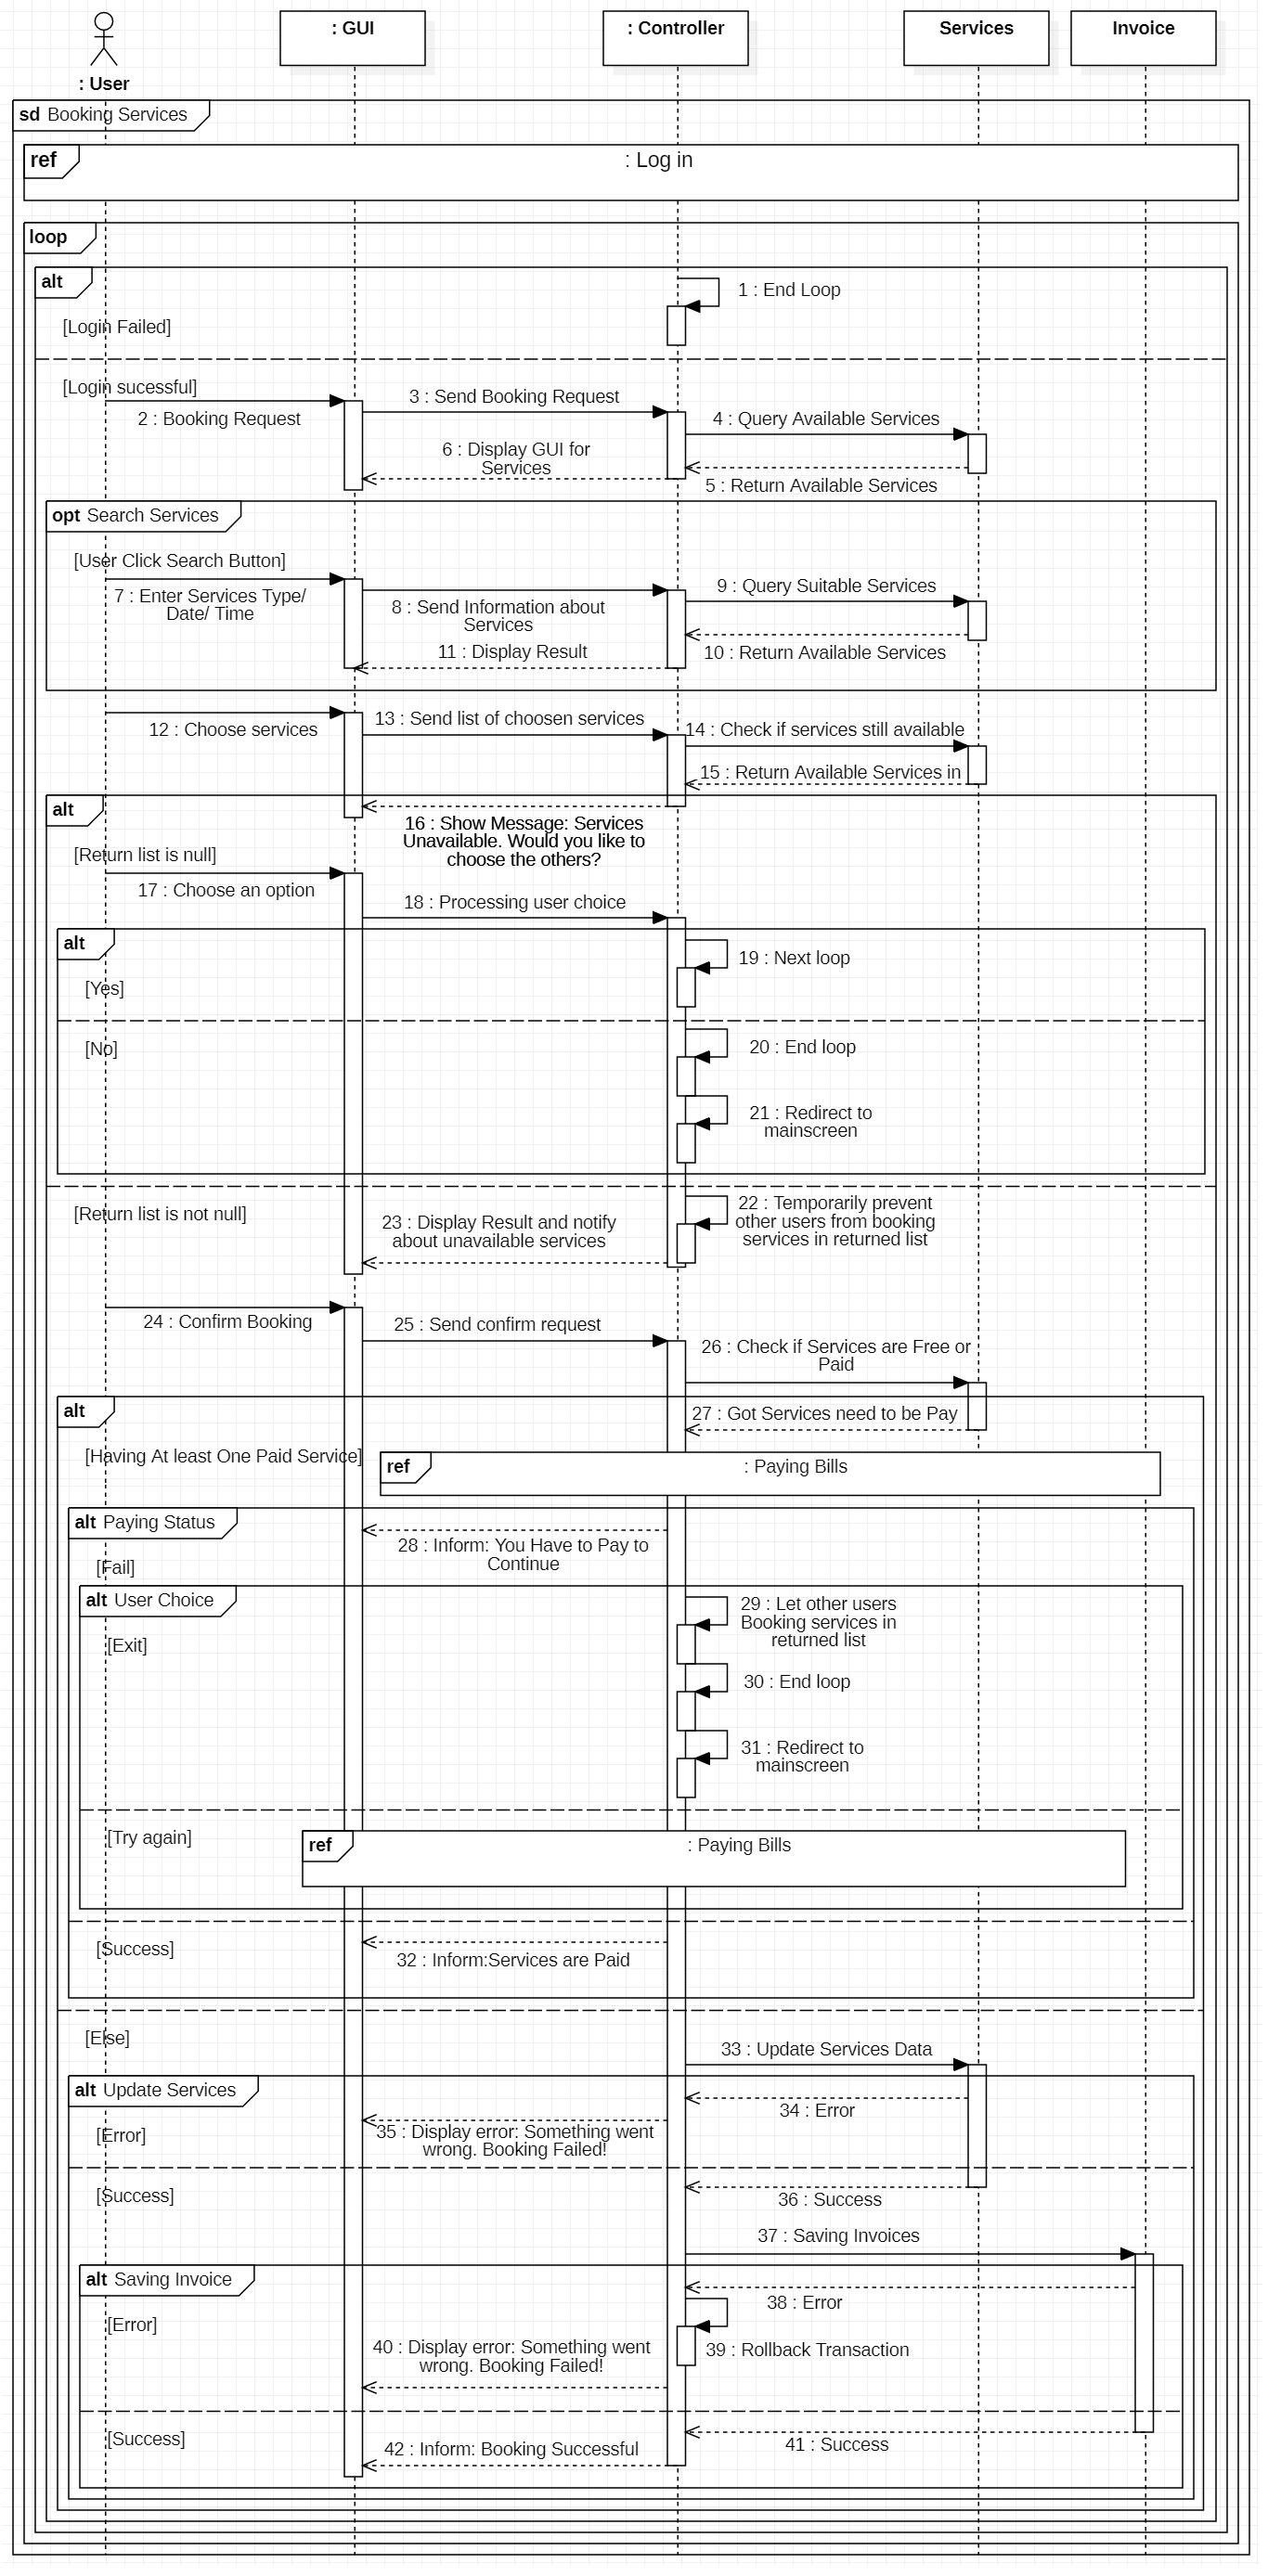 : User
: GUI
: Controller
Services
Invoice
sd Booking Services
ref
: Log in
loop
alt
1 : End Loop
[Login Failed]
[Login sucessful]
2 : Booking Request
3 : Send Booking Request
4 : Query Available Services
6 : Display GUI for
Services
5 : Return Available Services
opt Search Services
[User Click Search Button]
7 : Enter Services Type/
Date/ Time
8 : Send Information about
Services
9 : Query Suitable Services
11 : Display Result
10 : Return Available Services
12 : Choose services
13 : Send list of choosen services
14 : Check if services still available
15 : Return Available Services in
alt
16 : Show Message: Services
Unavailable. Would you like to
choose the others?
[Return list is null]
17 : Choose an option
18 : Processing user choice
alt
19 : Next loop
[Yes]
[No]
20 : End loop
21 : Redirect to
mainscreen
[Return list is not null]
22 : Temporarily prevent
other users from booking
services in returned list
23 : Display Result and notify
about unavailable services
24 : Confirm Booking
25 : Send confirm request
26 : Check if Services are Free or
Paid
alt
27 : Got Services need to be Pay
[Having At least One Paid Service]
ref
: Paying Bills
alt Paying Status
28 : Inform: You Have to Pay to
Continue
[Fail]
alt User Choice
29 : Let other users
Booking services in
returned list
[Exit]
30 : End loop
31 : Redirect to
mainscreen
[Try again]
ref
: Paying Bills
[Success]
32 : Inform:Services are Paid
[Else]
33 : Update Services Data
alt Update Services
34 : Error
[Error]
35 : Display error: Something went
wrong. Booking Failed!
[Success]
36 : Success
37 : Saving Invoices
alt Saving Invoice
38 : Error
[Error]
39 : Rollback Transaction
40 : Display error: Something went
wrong. Booking Failed!
[Success]
41 : Success
42 : Inform: Booking Successful